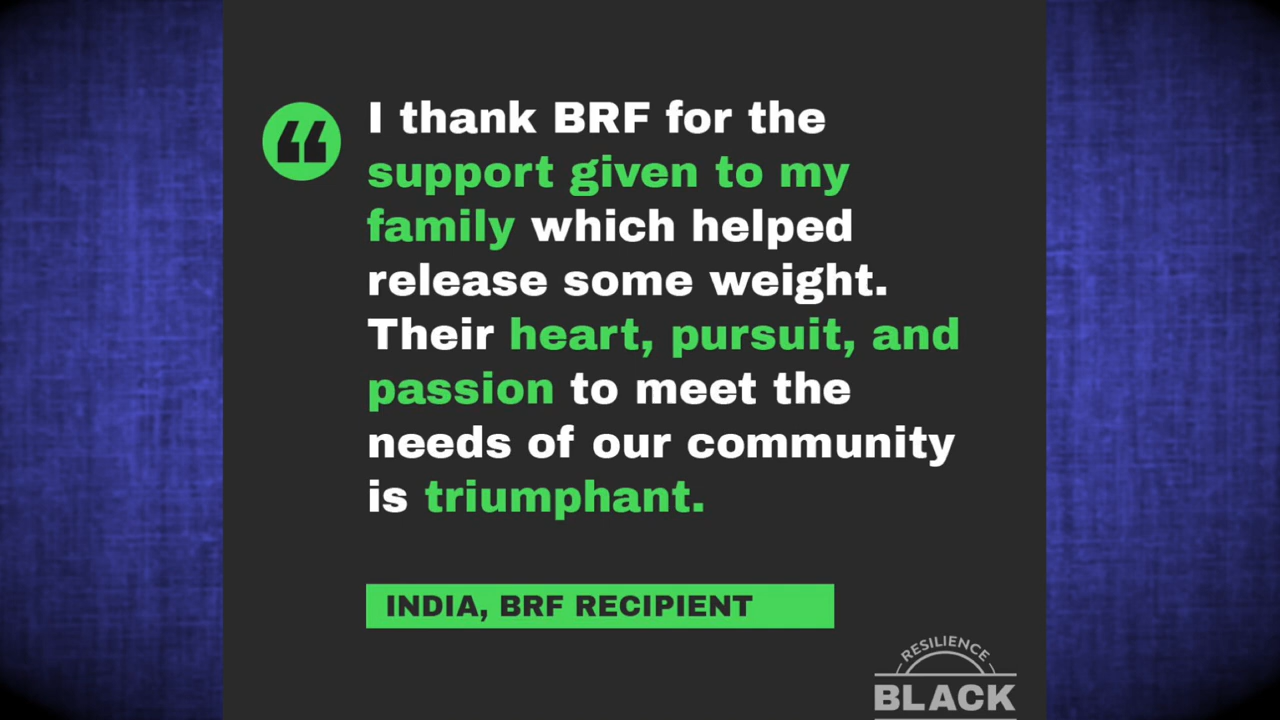 I thank BRF for the
support given to my
family which helped
release some weight.
Their heart, pursuit, and
passion to meet the
needs of our community
is triumphant.
INDIA, BRF RECIPIENT
RESILIENCE
BLACK